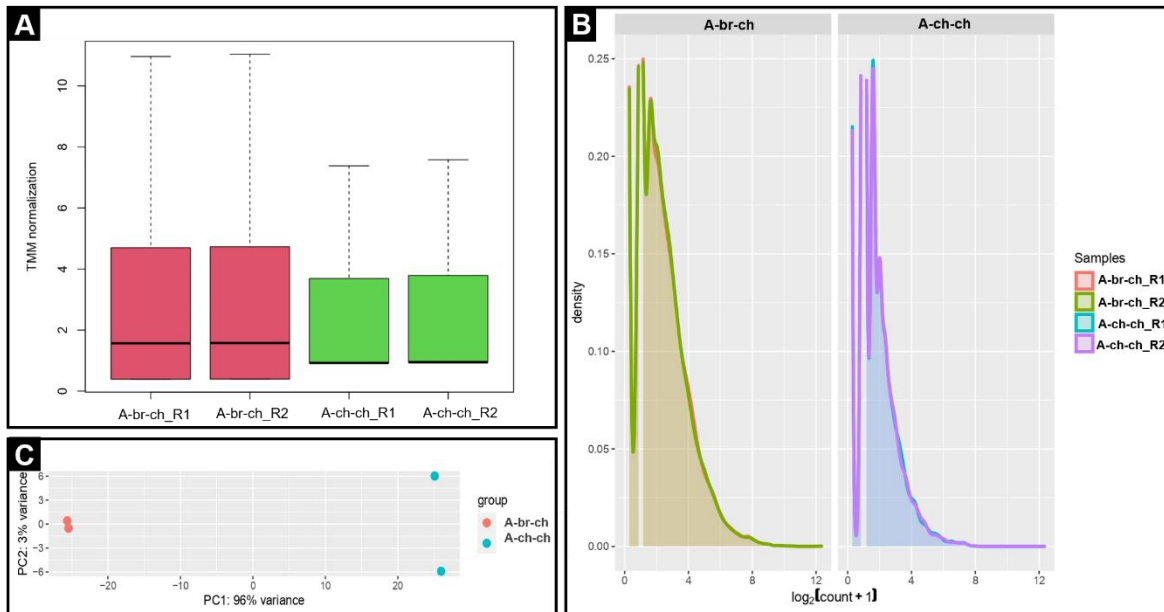 A
TMM normalization
10
8
6
4
2
0
A-br-ch_R1
A-br-ch_R2
A-ch-ch_R1
A-ch-ch_R2
B
A-br-ch
A-ch-ch
density
0.25
0.20
0.15
0.10
0.05
0.00
0 4 8 12
0 4 8 12
log2(count + 1)
Samples
A-br-ch_R1
A-br-ch_R2
A-ch-ch_R1
A-ch-ch_R2
C
PC2: 3% variance
6
3
0
−3
−6
−20 −10 0 10 20
PC1: 96% variance
group
A-br-ch
A-ch-ch